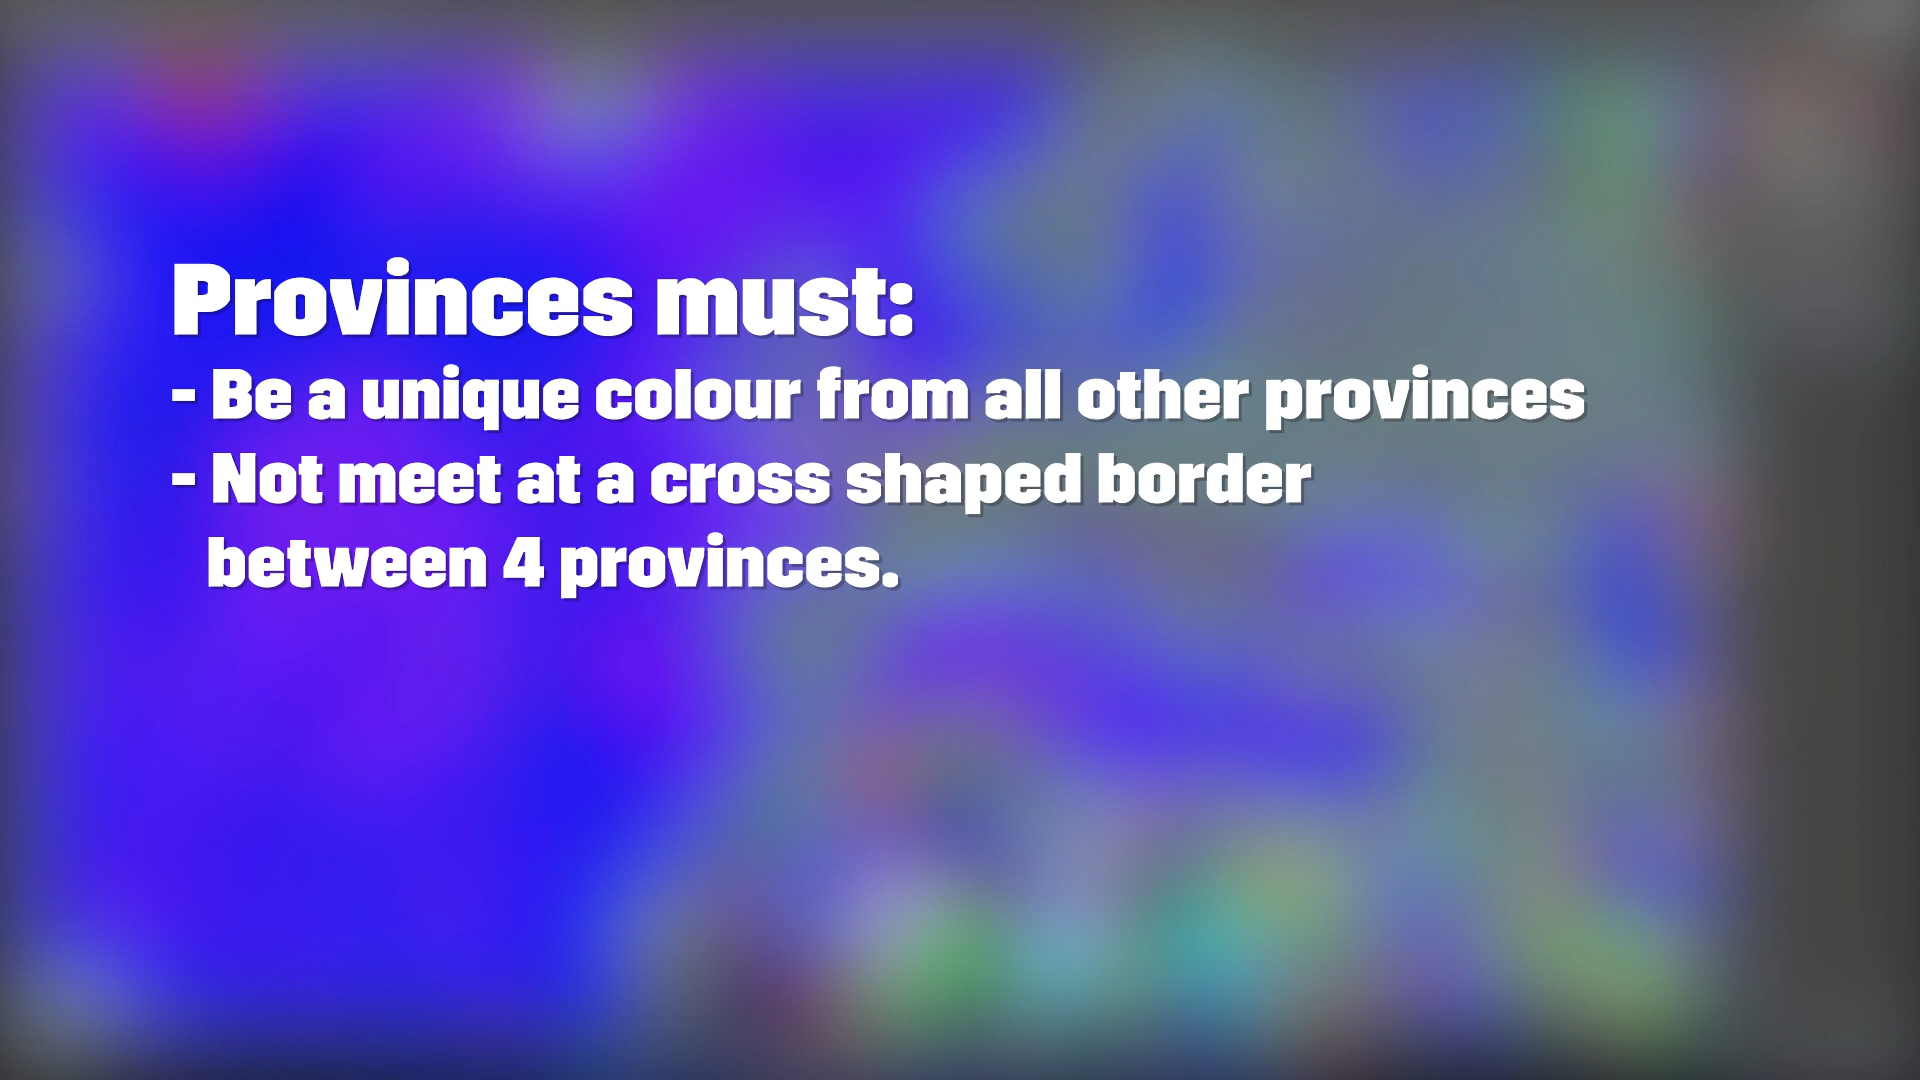 Provinces must:
- Be a unique colour from all other provinces
- Not meet at a cross shaped border
between 4 provinces.